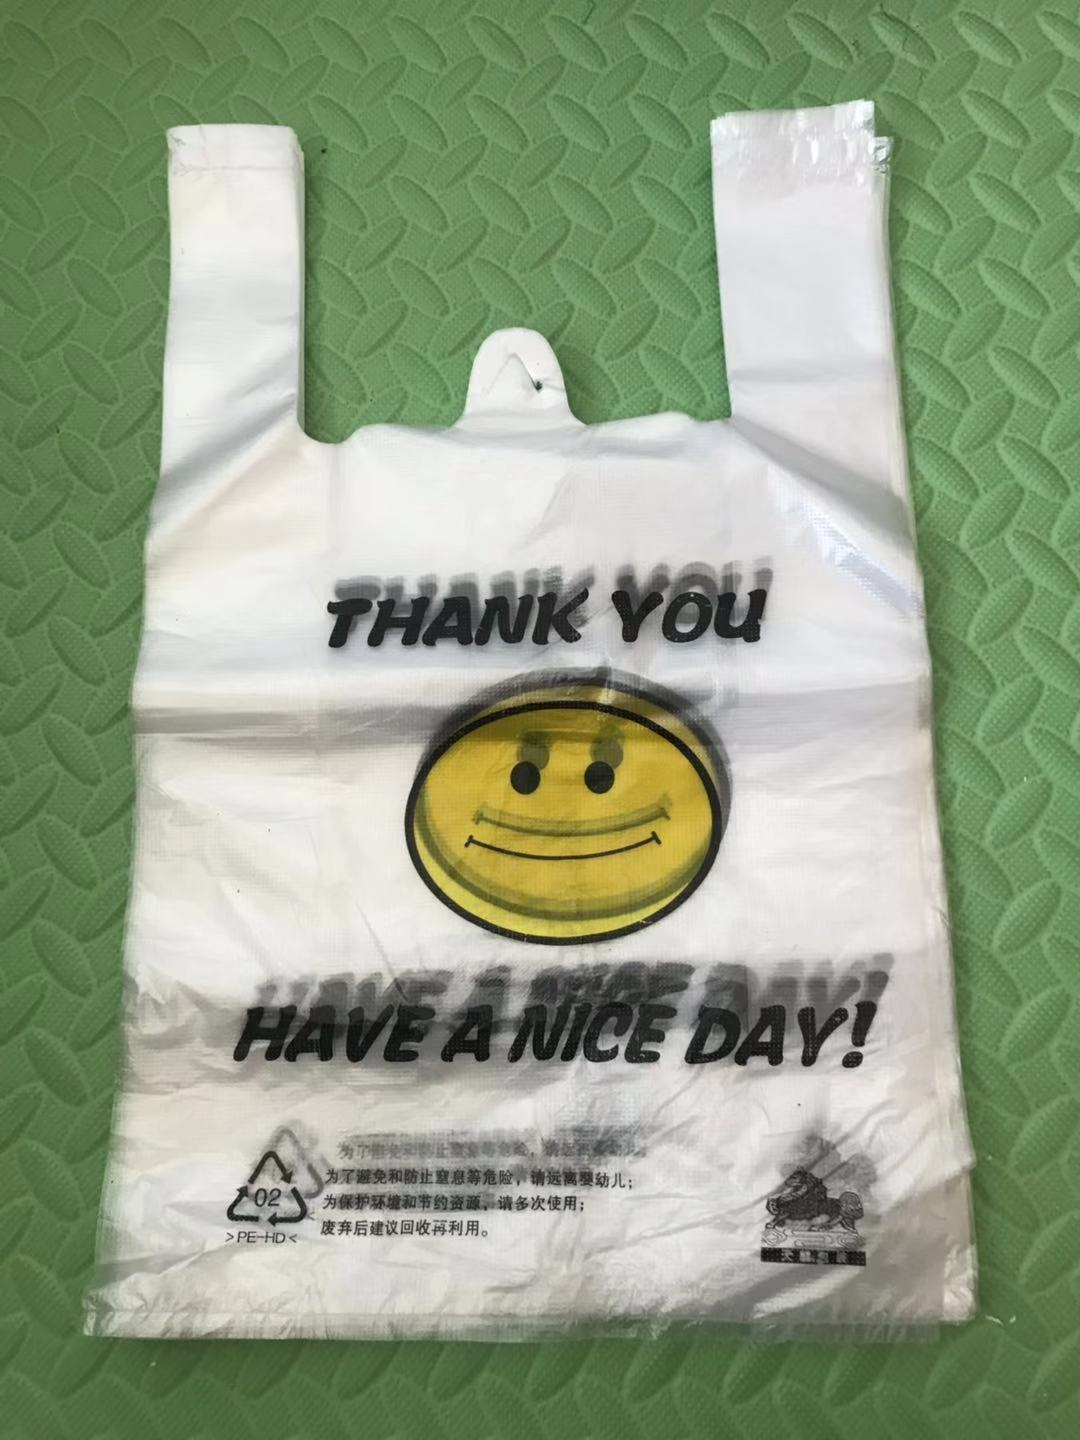 THANK YOU
HAVE A NICE DAY!
02
>PE-HD<
为了避免和防止窒息等危险，请远离婴幼儿；
为保护环境和节约资源，请多次使用；
废弃后建议回收再利用。